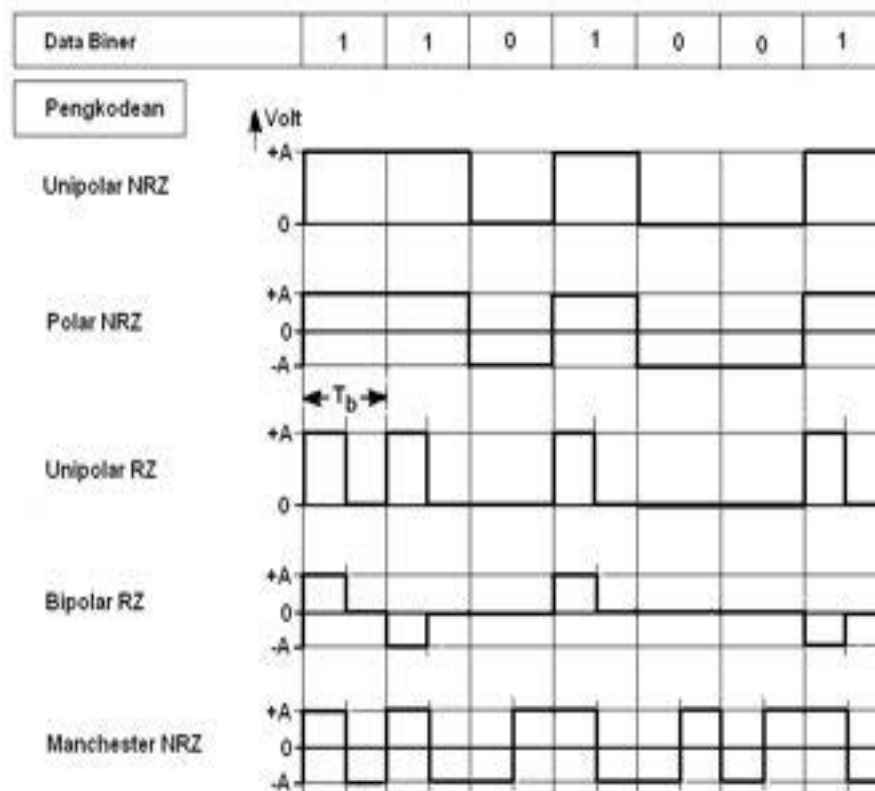 Data Biner 1 1 0 1 0 0 1
Pengkodean
Volt
+A
Unipolar NRZ
0
+A
Polar NRZ
0
-A
T_b
+A
Unipolar RZ
0
+A
Bipolar RZ
0
-A
+A
Manchester NRZ
0
-A